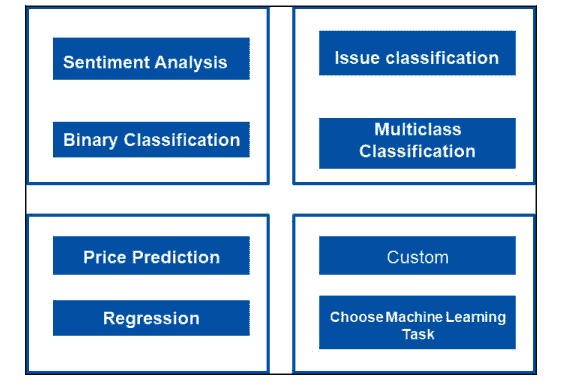 Sentiment Analysis
Binary Classification
Issue classification
Multiclass
Classification
Price Prediction
Regression
Custom
Choose Machine Learning
Task